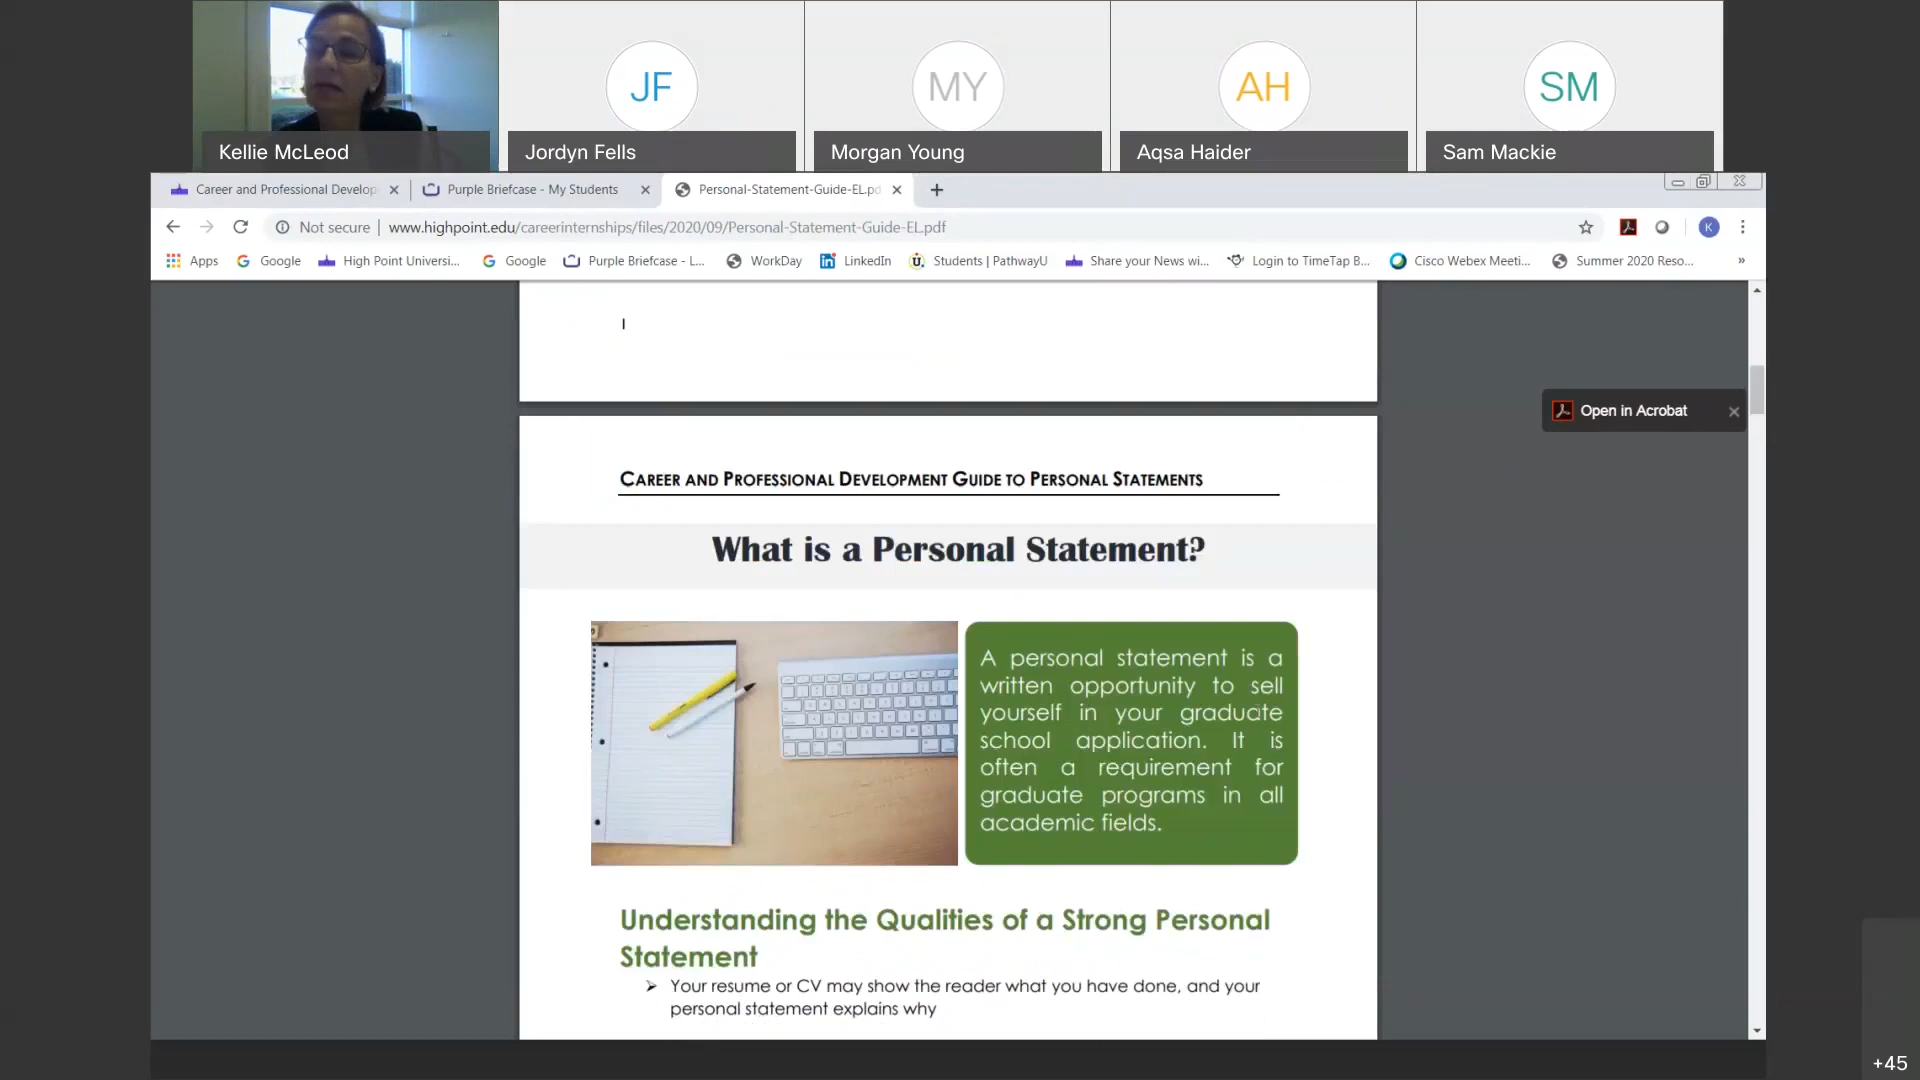 JF
MY
AH
SM
Kellie McLeod
Jordyn Fells
Morgan Young
Aqsa Haider
Sam Mackie
Career and Professional Develop
Purple Briefcase - My Students
Personal-Statement-Guide-EL.pd
Not secure | www.highpoint.edu/careerinternships/files/2020/09/Personal-Statement-Guide-EL.pdf
K
Apps
Google
High Point Universi...
Google
Purple Briefcase - L...
WorkDay
LinkedIn
Students | PathwayU
Share your News wi...
Login to TimeTap B...
Cisco Webex Meeti...
Summer 2020 Reso...
»
Open in Acrobat
CAREER AND PROFESSIONAL DEVELOPMENT GUIDE TO PERSONAL STATEMENTS
What is a Personal Statement?
A personal statement is a
written opportunity to sell
yourself in your graduate
school application. It is
often a requirement for
graduate programs in all
academic fields.
Understanding the Qualities of a Strong Personal
Statement
➢ Your resume or CV may show the reader what you have done, and your
personal statement explains why
+45